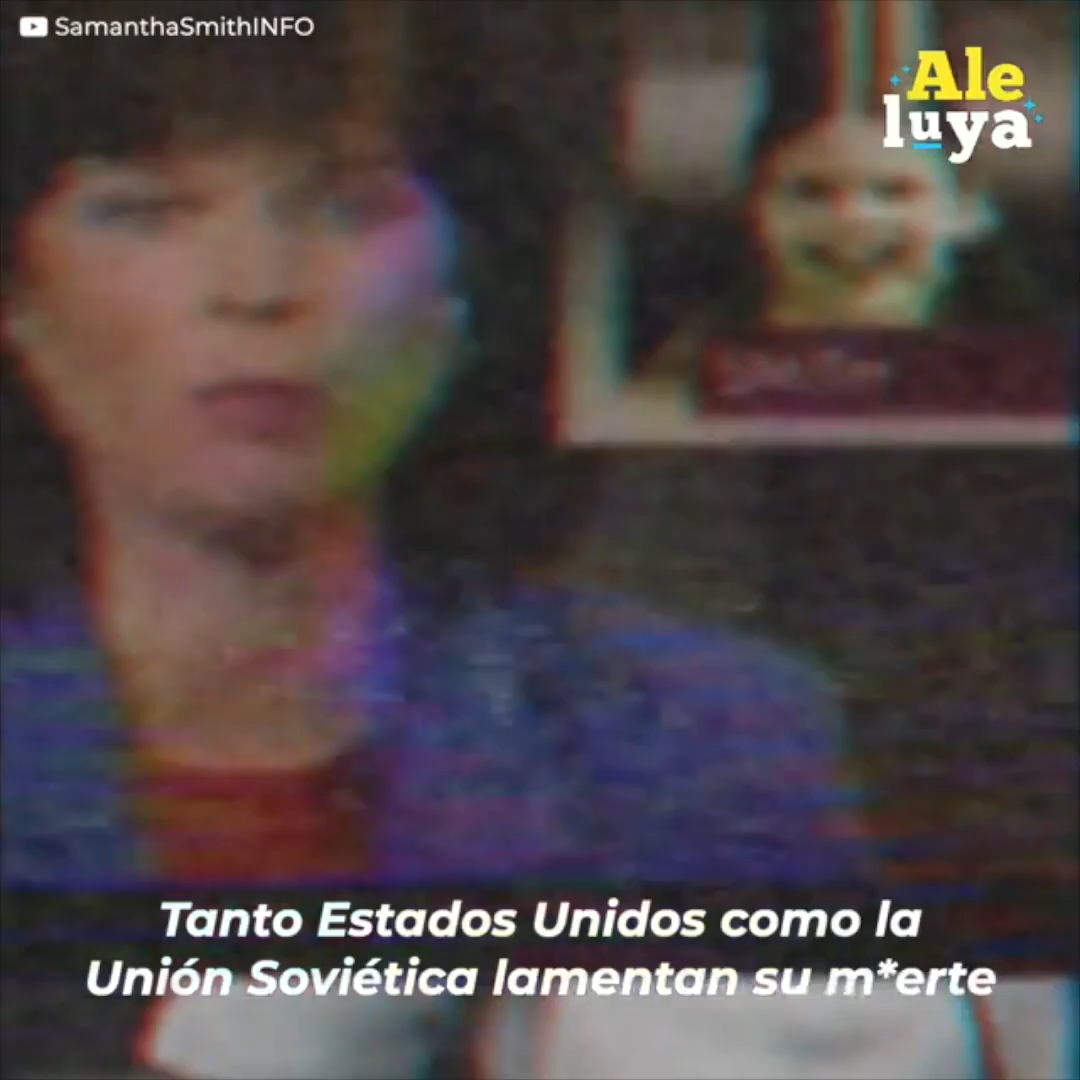 SamanthaSmithINFO
Ale
luya
Tanto Estados Unidos como la
Unión Soviética lamentan su m*erte